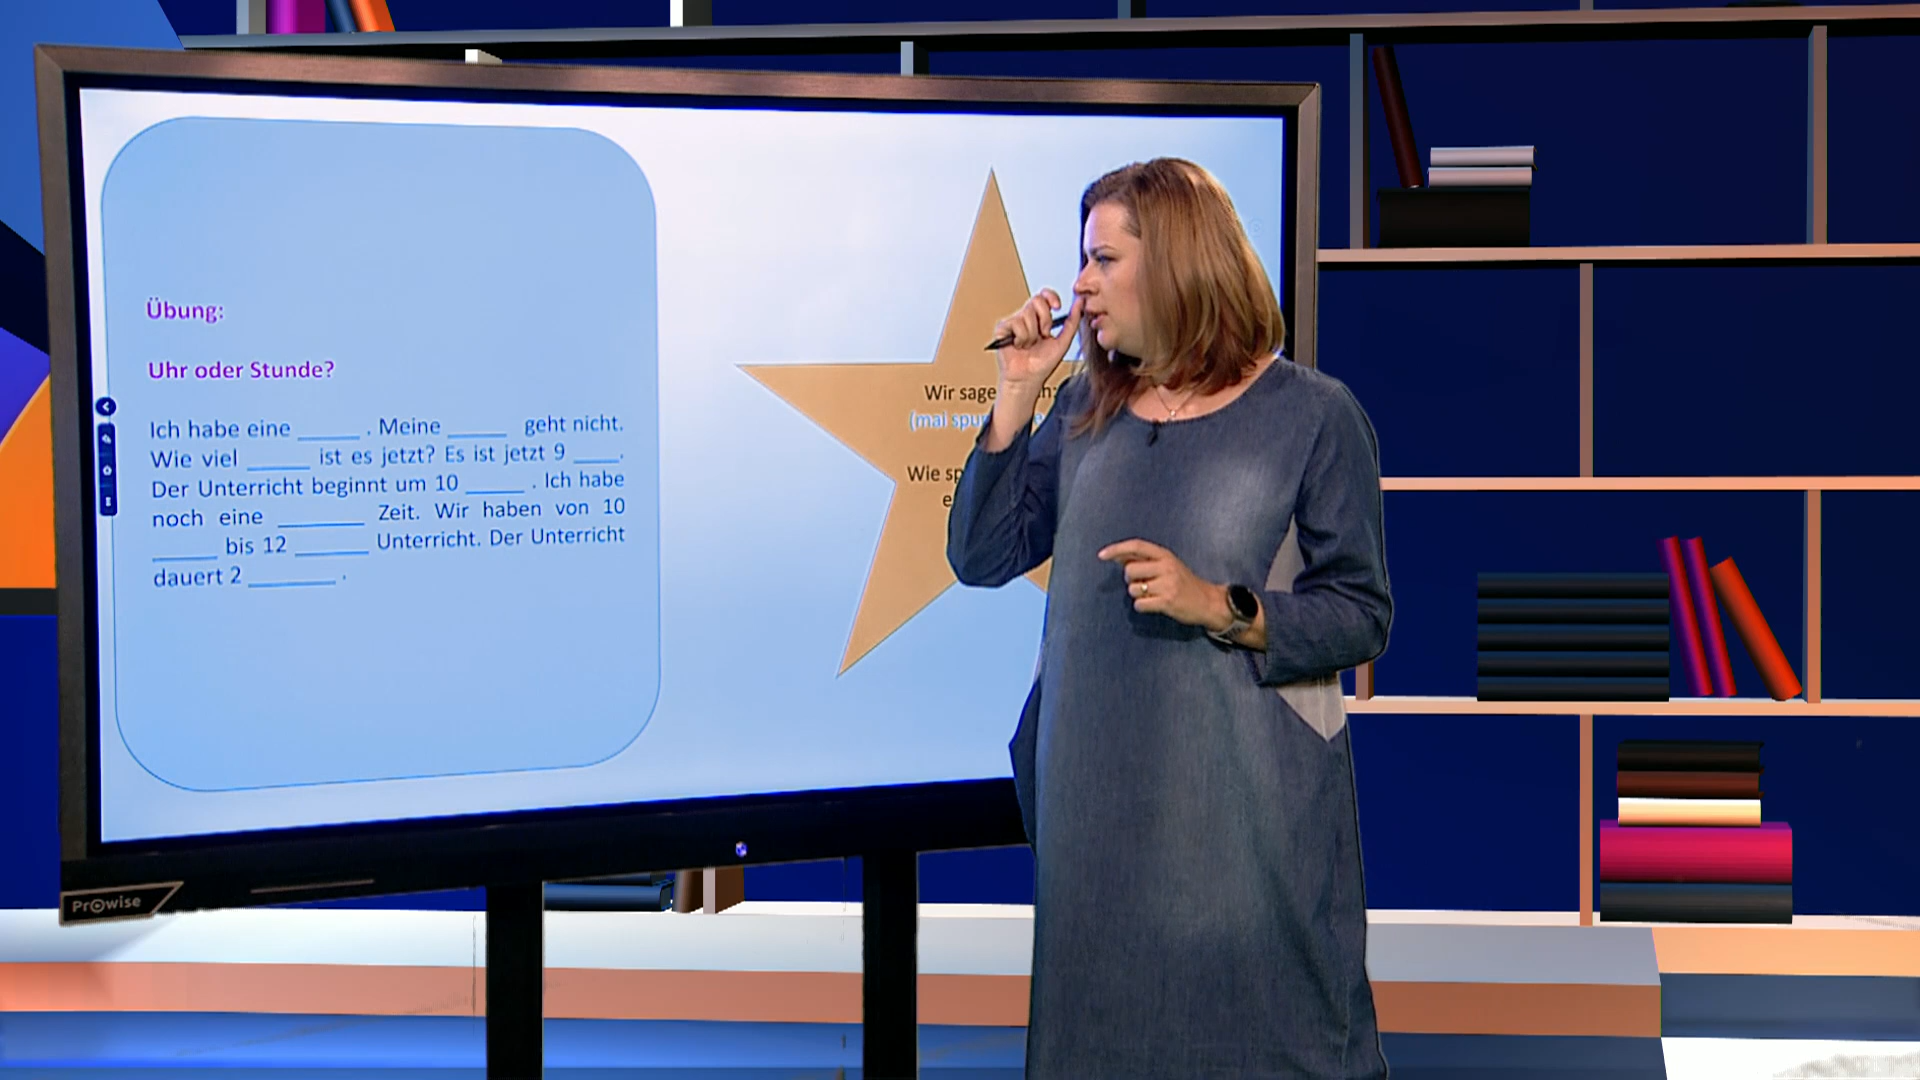 Übung:
Uhr oder Stunde?
Ich habe eine _____ . Meine _____ geht nicht.
Wie viel _____ ist es jetzt? Es ist jetzt 9 ____.
Der Unterricht beginnt um 10 _____ . Ich habe
noch eine _______ Zeit. Wir haben von 10
_____ bis 12 ______ Unterricht. Der Unterricht
dauert 2 _______ .
Wir
(mal
Wie
Prowise